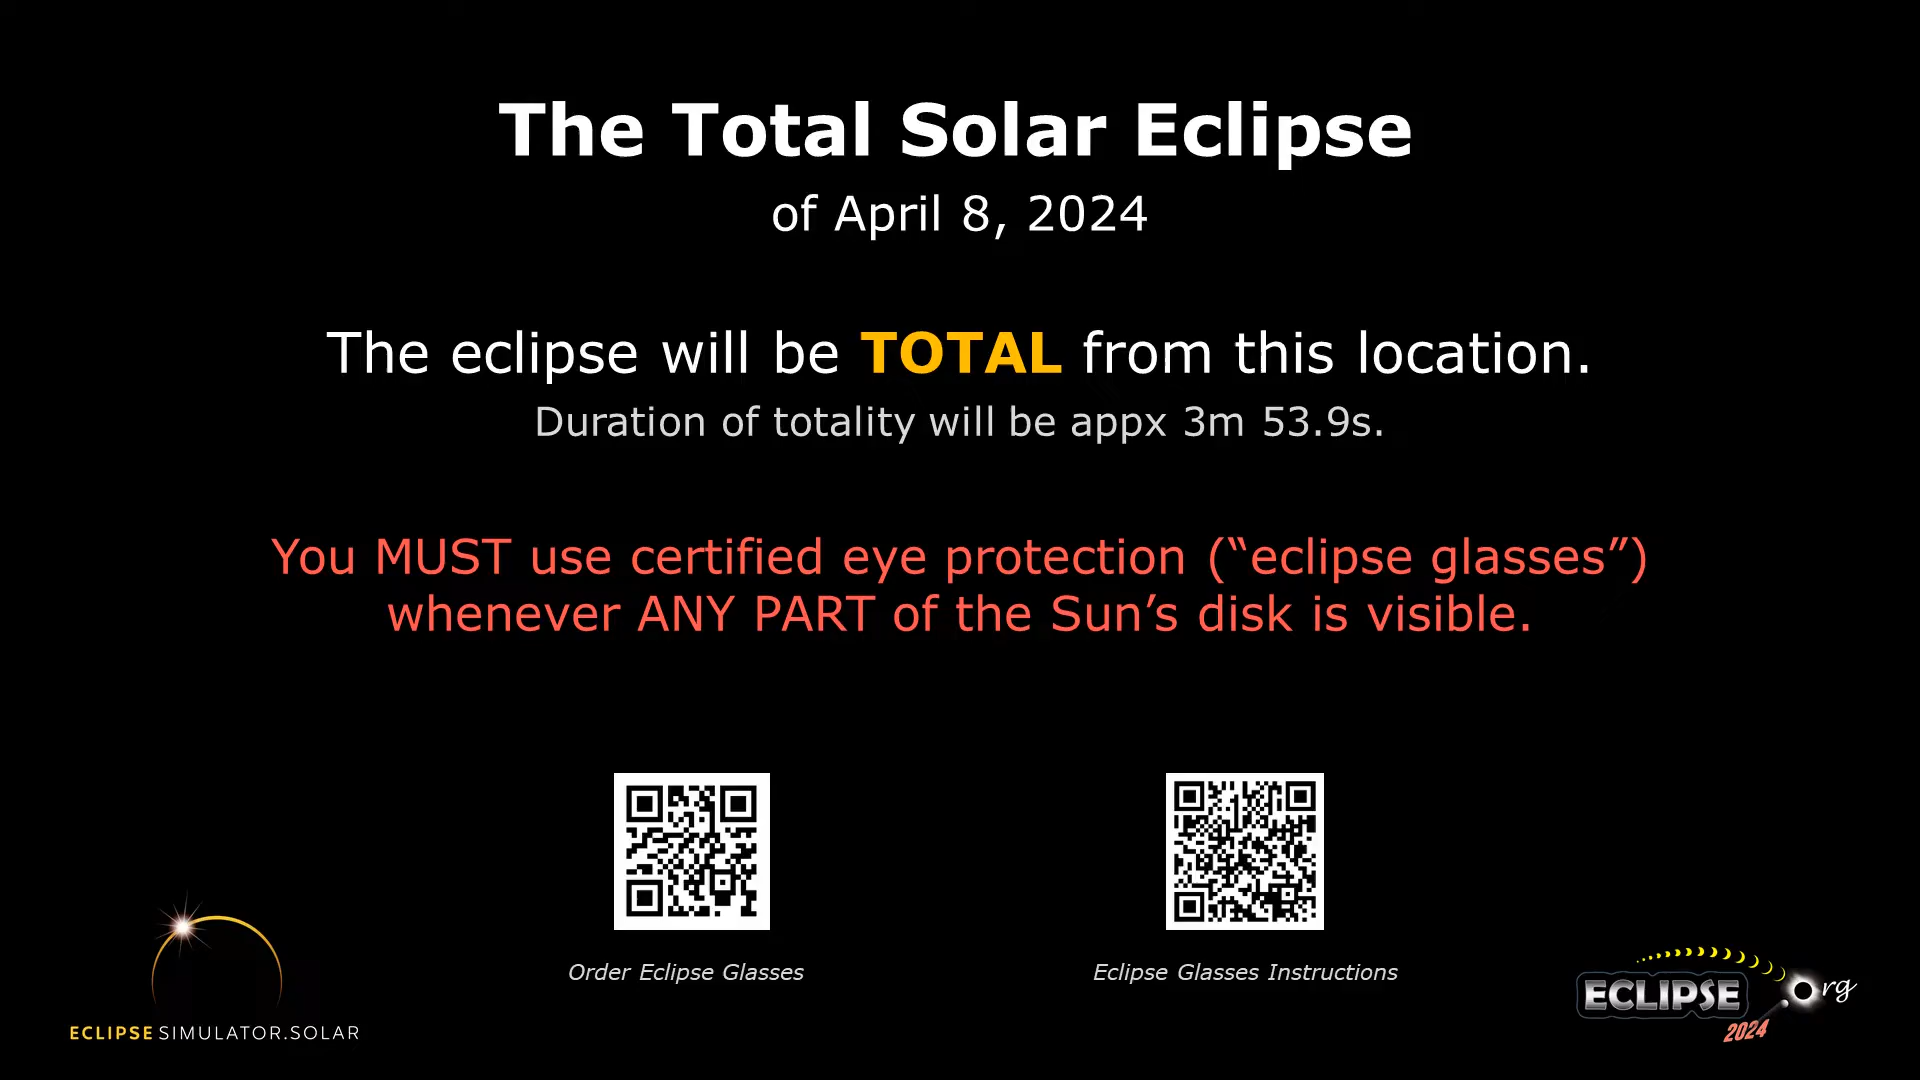 The Total Solar Eclipse
of April 8, 2024
The eclipse will be TOTAL from this location.
Duration of totality will be appx 3m 53.9s.
You MUST use certified eye protection (“eclipse glasses”)
whenever ANY PART of the Sun’s disk is visible.
Order Eclipse Glasses
Eclipse Glasses Instructions
ECLIPSESIMULATOR.SOLAR
ECLIPSE
2024
.org